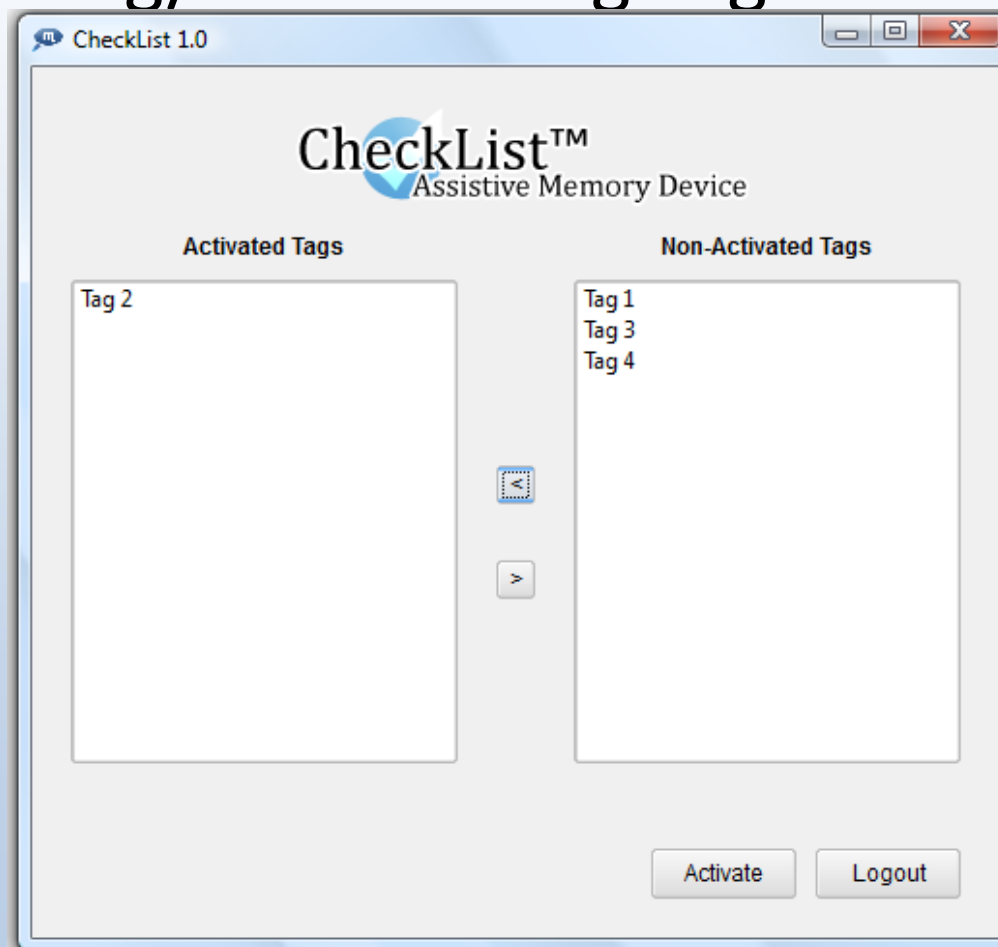 CheckList 1.0
CheckList™
Assistive Memory Device
Activated Tags
Non-Activated Tags
Tag 2
Tag 1
Tag 3
Tag 4
<
>
Activate
Logout